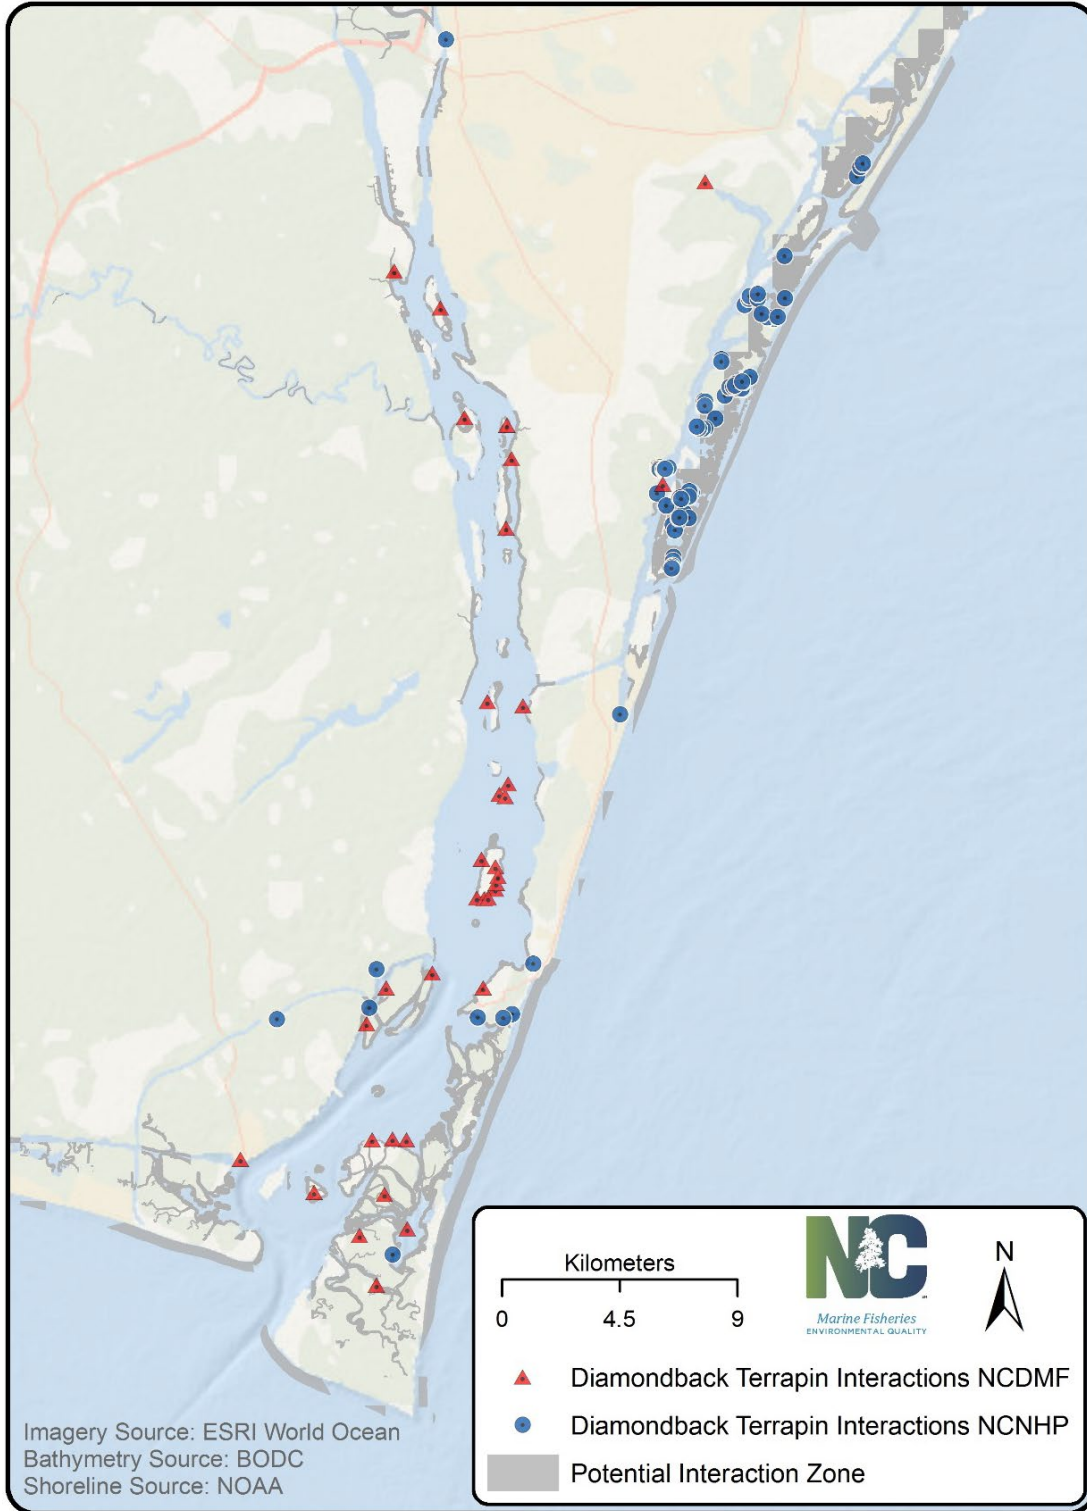 Kilometers
0 4.5 9
NC
Marine Fisheries
ENVIRONMENTAL QUALITY
N
Diamondback Terrapin Interactions NCDMF
Diamondback Terrapin Interactions NCNHP
Potential Interaction Zone
Imagery Source: ESRI World Ocean
Bathymetry Source: BODC
Shoreline Source: NOAA